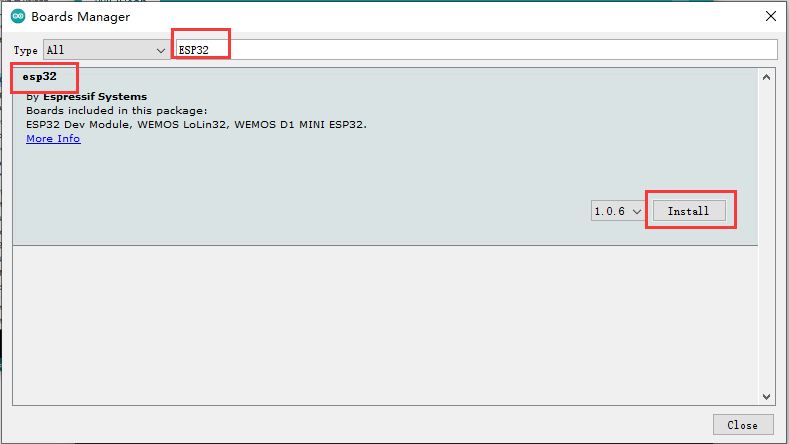 Boards Manager
Type All ESP32
esp32
by Espressif Systems
Boards included in this package:
ESP32 Dev Module, WEMOS LoLin32, WEMOS D1 MINI ESP32.
More Info
1.0.6 Install
Close